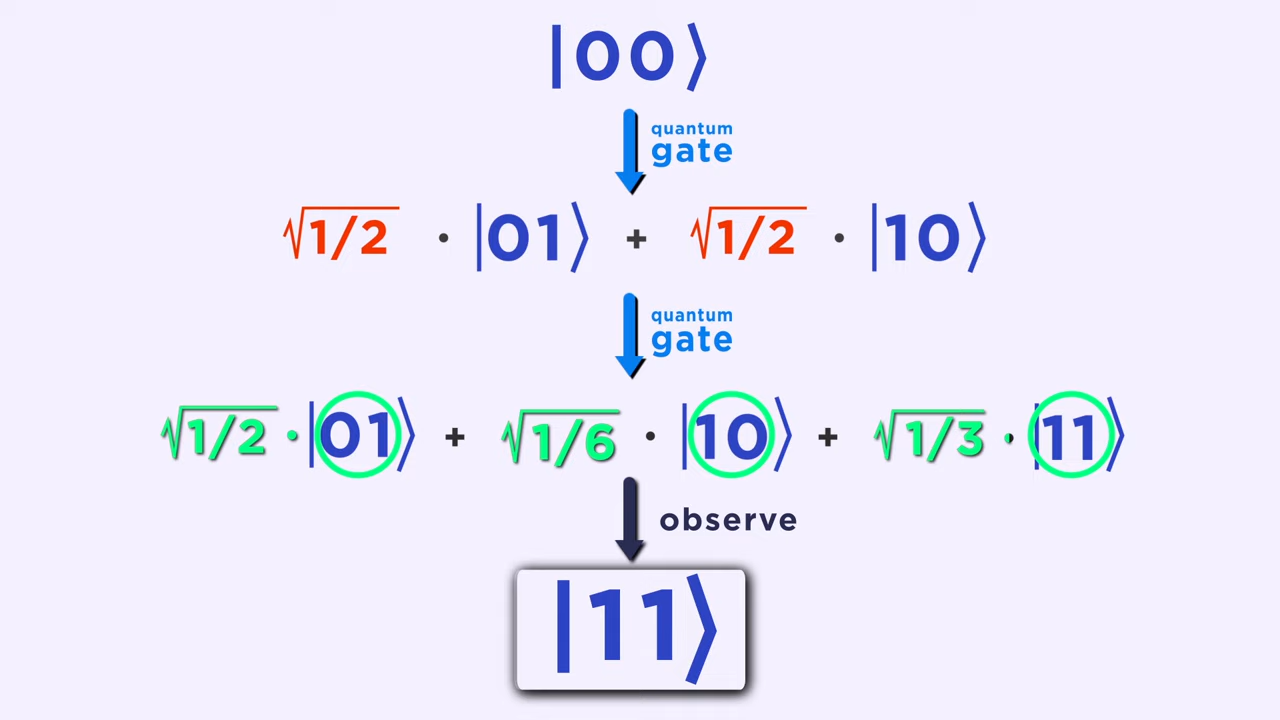 |00⟩
quantum
gate
√1/2 · |01⟩ + √1/2 · |10⟩
quantum
gate
√1/2 · |01⟩ + √1/6 · |10⟩ + √1/3 · |11⟩
observe
|11⟩